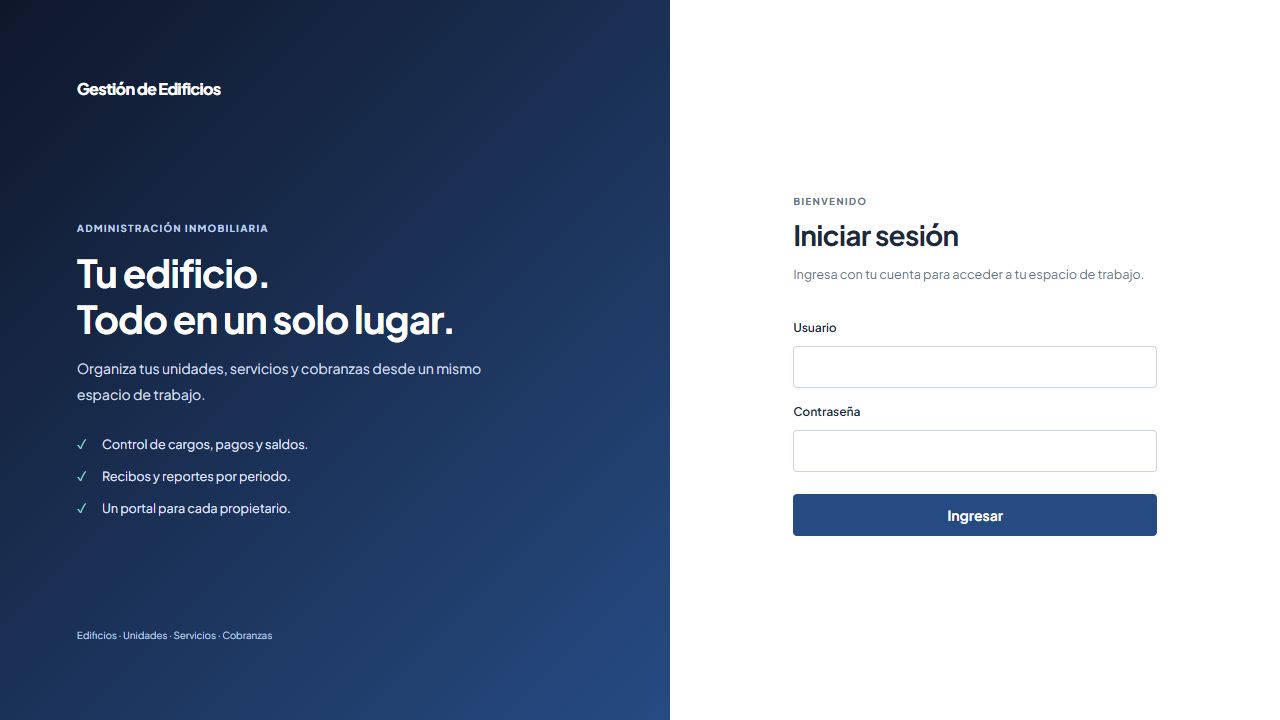 Gestión de Edificios
ADMINISTRACIÓN INMOBILIARIA
Tu edificio.
Todo en un solo lugar.
Organiza tus unidades, servicios y cobranzas desde un mismo
espacio de trabajo.
✓ Control de cargos, pagos y saldos.
✓ Recibos y reportes por periodo.
✓ Un portal para cada propietario.
Edificios · Unidades · Servicios · Cobranzas
BIENVENIDO
Iniciar sesión
Ingresa con tu cuenta para acceder a tu espacio de trabajo.
Usuario
Contraseña
Ingresar